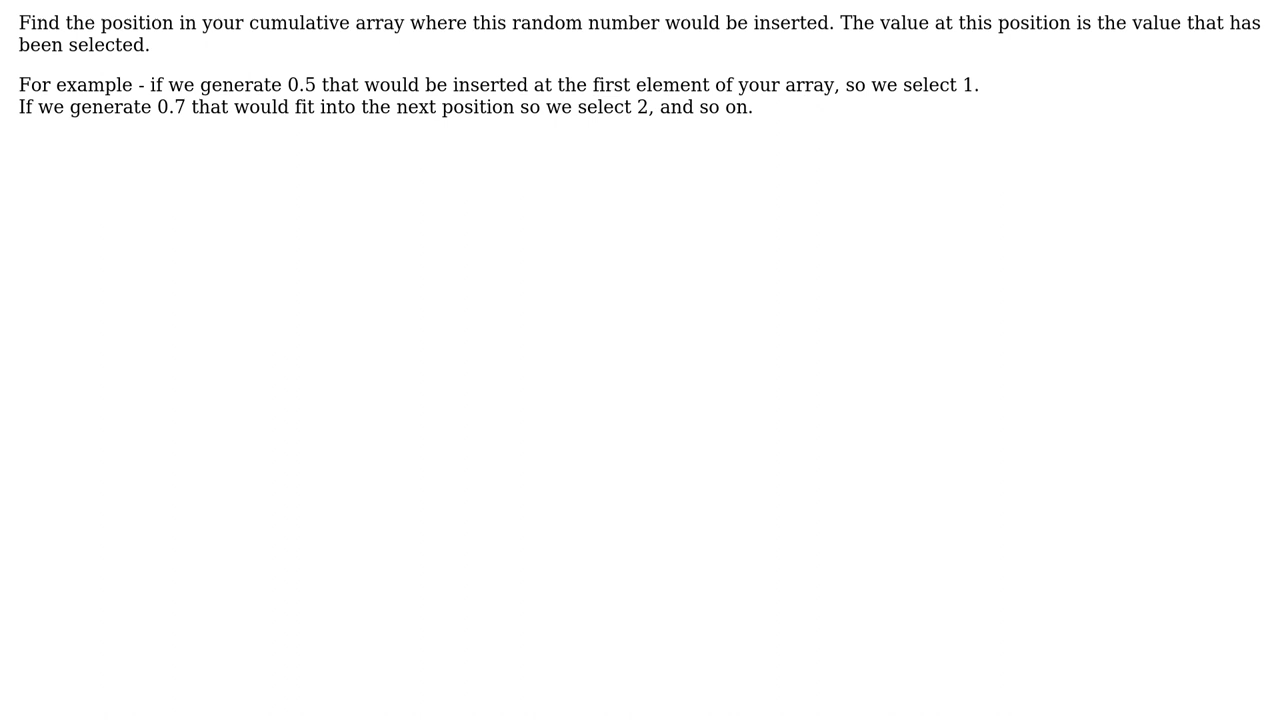 Find the position in your cumulative array where this random number would be inserted. The value at this position is the value that has
been selected.
For example - if we generate 0.5 that would be inserted at the first element of your array, so we select 1.
If we generate 0.7 that would fit into the next position so we select 2, and so on.